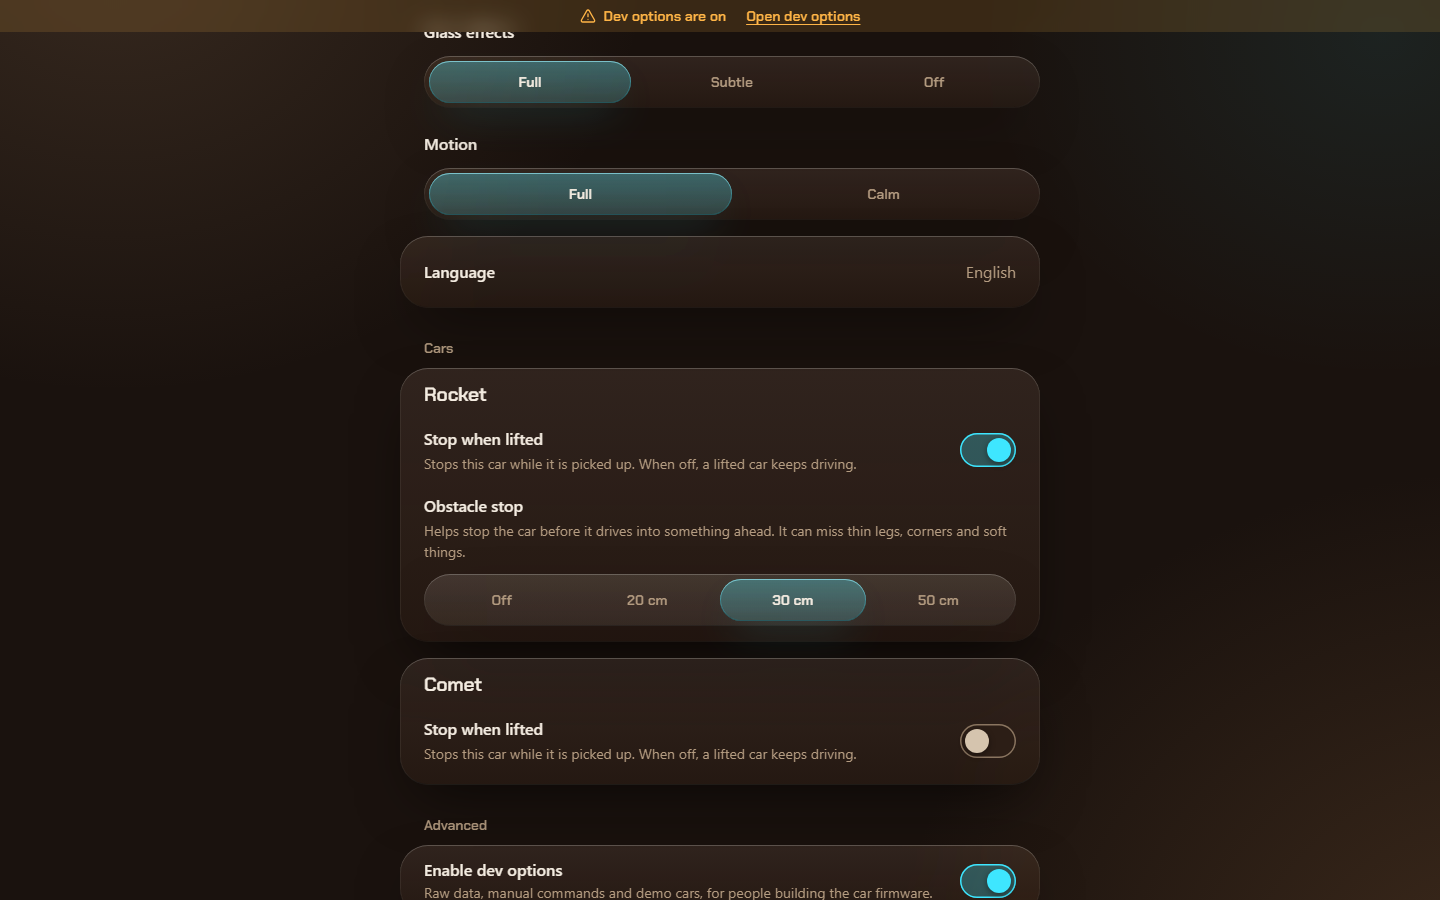 Dev options are on Open dev options
Glass effects
Full Subtle Off
Motion
Full Calm
Language English
Cars
Rocket
Stop when lifted
Stops this car while it is picked up. When off, a lifted car keeps driving.
Obstacle stop
Helps stop the car before it drives into something ahead. It can miss thin legs, corners and soft
things.
Off 20 cm 30 cm 50 cm
Comet
Stop when lifted
Stops this car while it is picked up. When off, a lifted car keeps driving.
Advanced
Enable dev options
Raw data, manual commands and demo cars, for people building the car firmware.